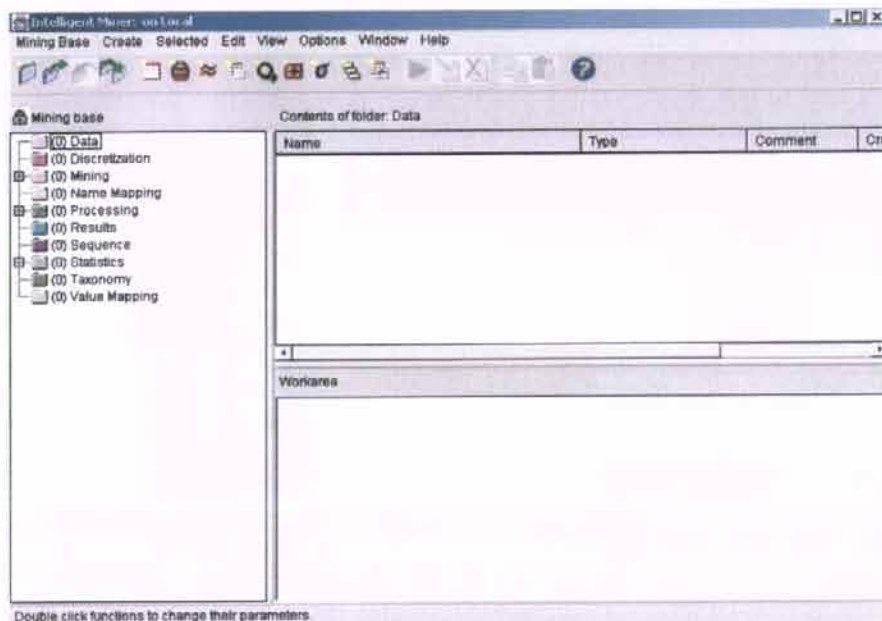 Intelligent Miner: on Local
Mining Base Create Selected Edit View Options Window Help
Mining base
(0) Data
(0) Discretization
(0) Mining
(0) Name Mapping
(0) Processing
(0) Results
(0) Sequence
(0) Statistics
(0) Taxonomy
(0) Value Mapping
Contents of folder: Data
Name Type Comment Cr
Workarea
Double click functions to change their parameters.